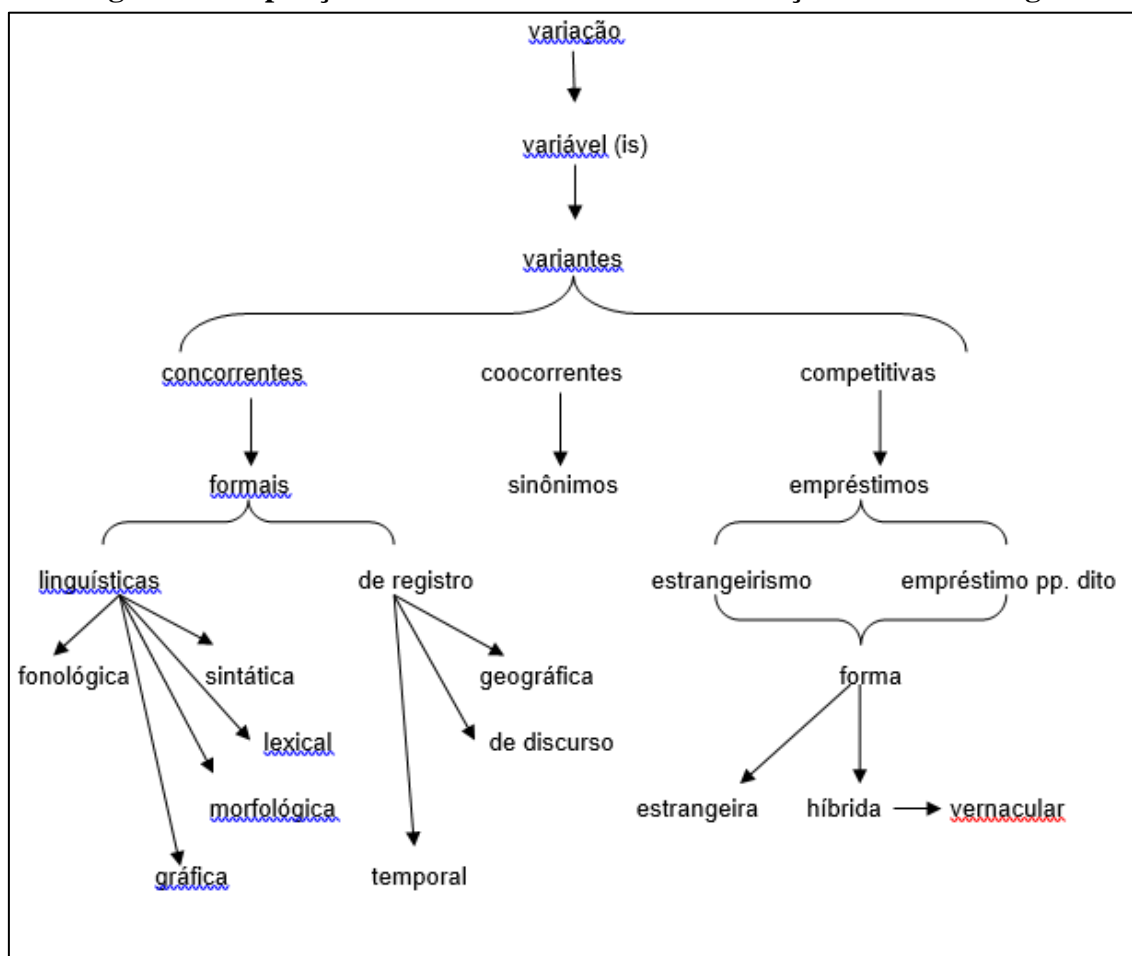 variação
variável (is)
variantes
concorrentes coocorrentes competitivas
formais sinônimos empréstimos
linguísticas de registro estrangeirismo empréstimo pp. dito
fonológica sintática geográfica forma
lexical de discurso
morfológica estrangeira híbrida vernacular
gráfica temporal